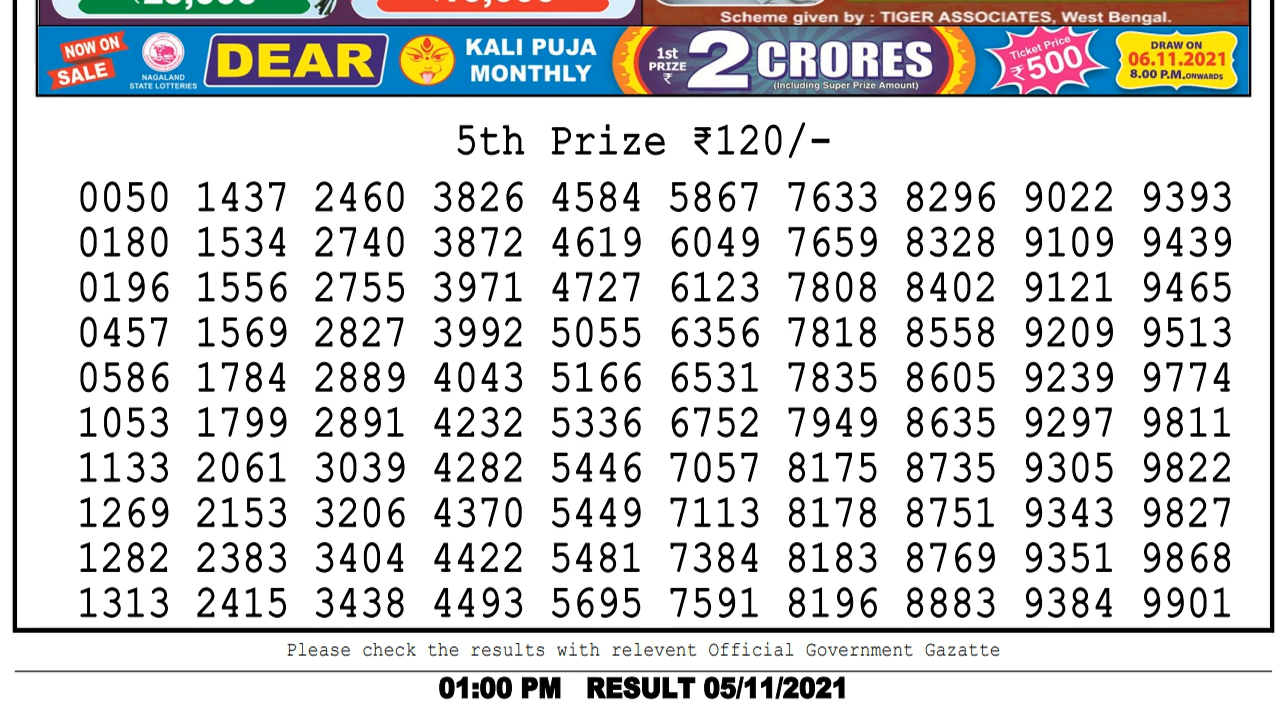 Scheme given by : TIGER ASSOCIATES, West Bengal.
NOW ON
SALE
NAGALAND
STATE LOTTERIES
DEAR
KALI PUJA
MONTHLY
1st
PRIZE
₹
2 CRORES
(Including Super Prize Amount)
Ticket Price
₹500
DRAW ON
06.11.2021
8.00 P.M.ONWARDS
5th Prize ₹120/-
0050 1437 2460 3826 4584 5867 7633 8296 9022 9393
0180 1534 2740 3872 4619 6049 7659 8328 9109 9439
0196 1556 2755 3971 4727 6123 7808 8402 9121 9465
0457 1569 2827 3992 5055 6356 7818 8558 9209 9513
0586 1784 2889 4043 5166 6531 7835 8605 9239 9774
1053 1799 2891 4232 5336 6752 7949 8635 9297 9811
1133 2061 3039 4282 5446 7057 8175 8735 9305 9822
1269 2153 3206 4370 5449 7113 8178 8751 9343 9827
1282 2383 3404 4422 5481 7384 8183 8769 9351 9868
1313 2415 3438 4493 5695 7591 8196 8883 9384 9901
Please check the results with relevent Official Government Gazatte
01:00 PM RESULT 05/11/2021